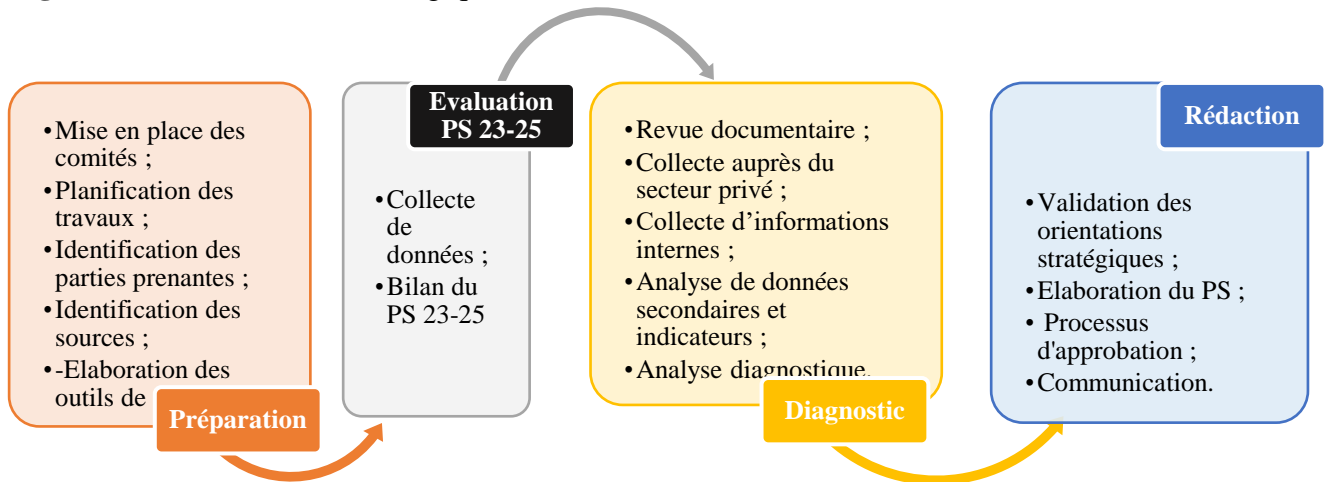 •Mise en place des
comités ;
•Planification des
travaux ;
•Identification des
parties prenantes ;
•Identification des
sources ;
•-Elaboration des
outils de
Préparation
Evaluation
PS 23-25
•Collecte
de
données ;
•Bilan du
PS 23-25
•Revue documentaire ;
•Collecte auprès du
secteur privé ;
•Collecte d’informations
internes ;
•Analyse de données
secondaires et
indicateurs ;
•Analyse diagnostique.
Diagnostic
Rédaction
•Validation des
orientations
stratégiques ;
•Elaboration du PS ;
• Processus
d'approbation ;
•Communication.